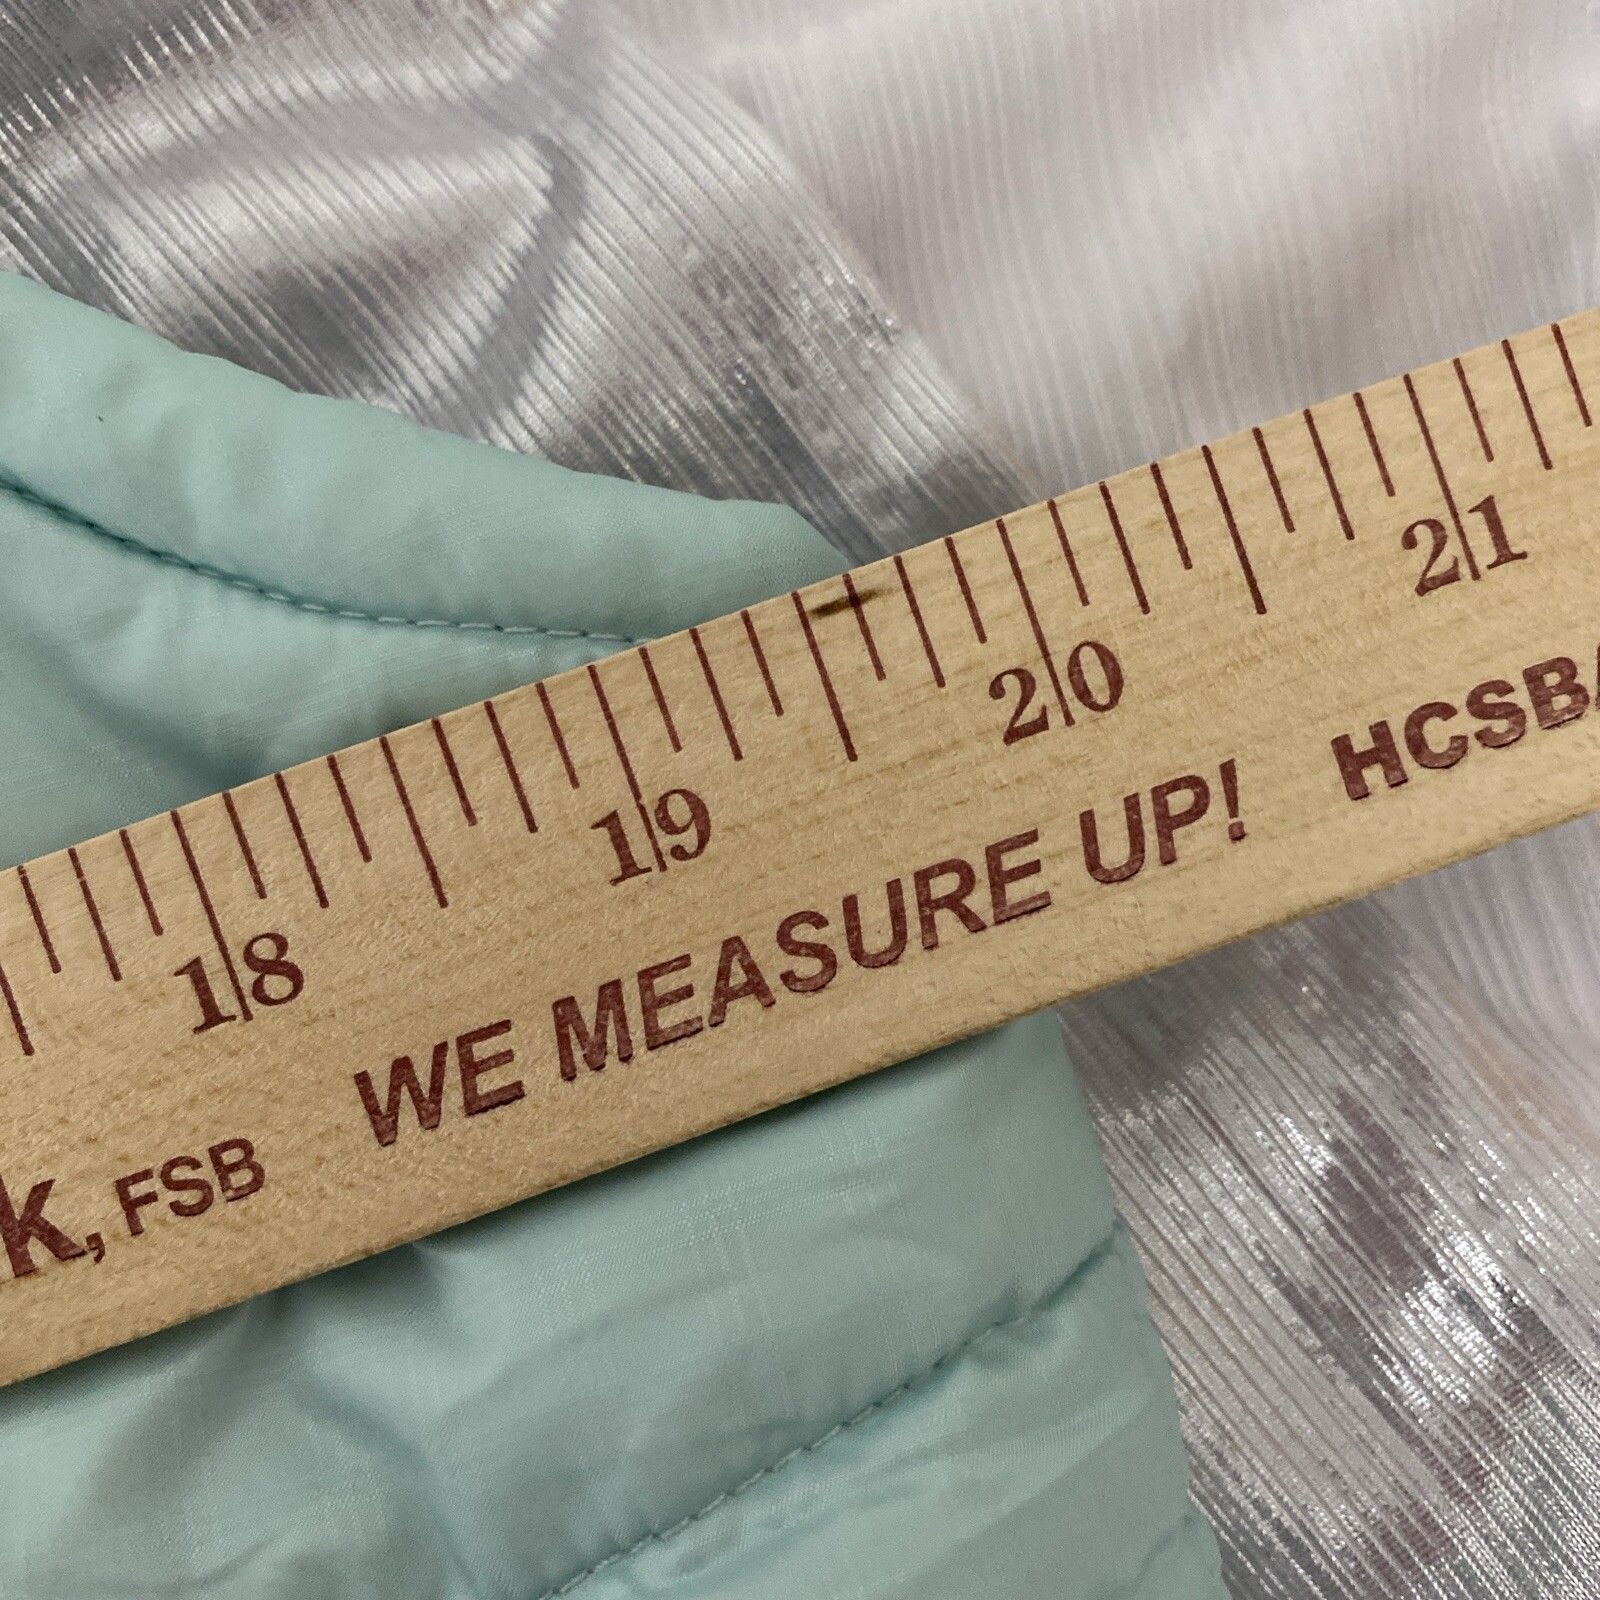 18 19 20 21
k, FSB WE MEASURE UP! HCSB